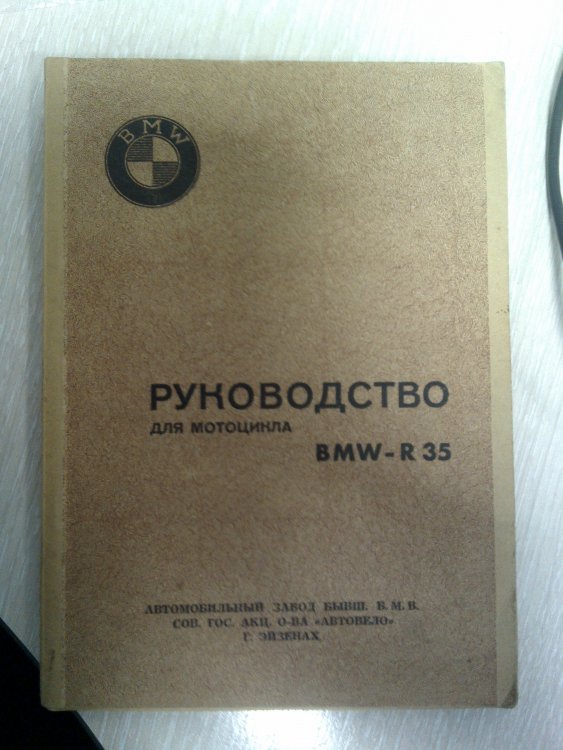 BMW
РУКОВОДСТВО
ДЛЯ МОТОЦИКЛА
BMW-R 35
АВТОМОБИЛЬНЫЙ ЗАВОД БЫВШ. Б. М. В.
СОВ. ГОС. АКЦ. О-ВА «АВТОВЕЛО»
Г. ЭЙЗЕНАХ